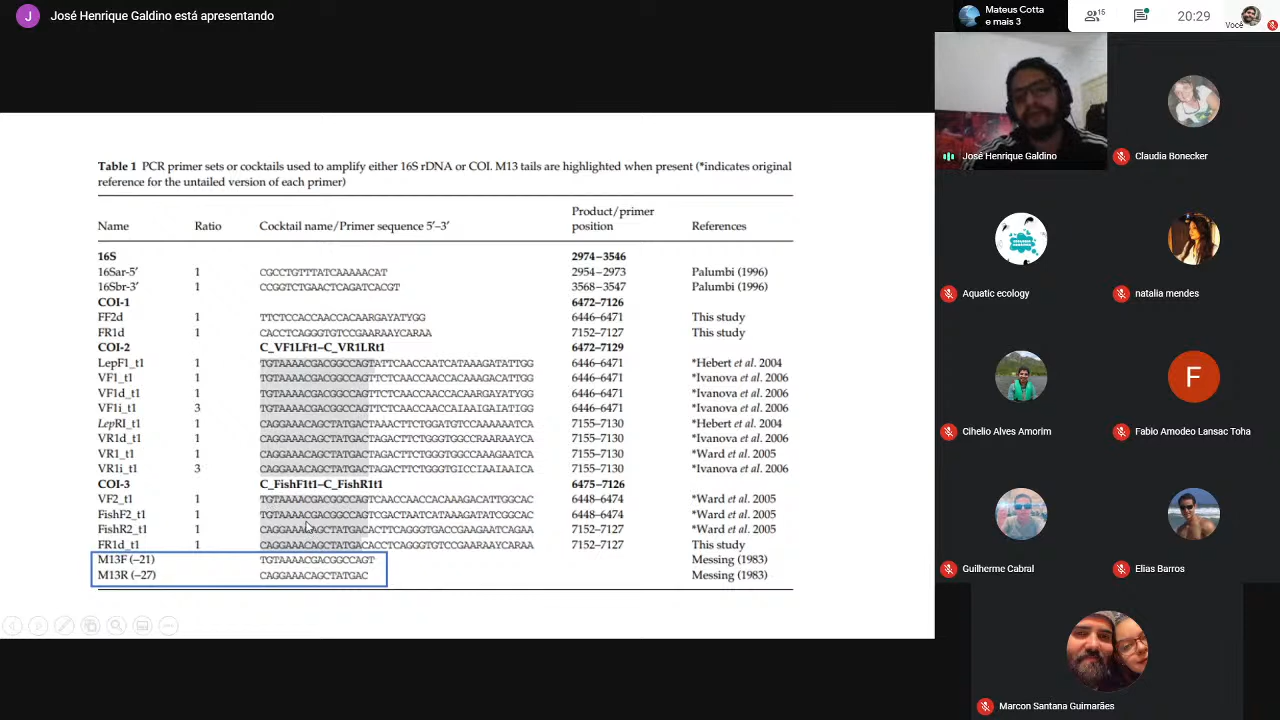 J José Henrique Galdino está apresentando
Mateus Cotta
e mais 3
15
20:29
Você
Table 1 PCR primer sets or cocktails used to amplify either 16S rDNA or COI. M13 tails are highlighted when present (*indicates original
reference for the untailed version of each primer)
Name Ratio Cocktail name/Primer sequence 5′–3′ Product/primer position References
16S 2974–3546
16Sar-5′ 1 CGCCTGTTTATCAAAAACAT 2954–2973 Palumbi (1996)
16Sbr-3′ 1 CCGGTCTGAACTCAGATCACGT 3568–3547 Palumbi (1996)
COI-1 6472–7126
FF2d 1 TTCTCCACCAACCACAARGAYATYGG 6446–6471 This study
FR1d 1 CACCTCAGGGTGTCCGAARAAYCARAA 7152–7127 This study
COI-2 C_VF1LFt1–C_VR1LRt1 6472–7129
LepF1_t1 1 TGTAAAACGACGGCCAGTATTCAACCAATCATAAAGATATTGG 6446–6471 *Hebert et al. 2004
VF1_t1 1 TGTAAAACGACGGCCAGTTCTCAACCAACCACAAAGACATTGG 6446–6471 *Ivanova et al. 2006
VF1d_t1 1 TGTAAAACGACGGCCAGTTCTCAACCAACCACAARGAYATYGG 6446–6471 *Ivanova et al. 2006
VF1i_t1 3 TGTAAAACGACGGCCAGTTCTCAACCAACCAIAAIGAIATIGG 6446–6471 *Ivanova et al. 2006
LepRI_t1 1 CAGGAAACAGCTATGACTAAACTTCTGGATGTCCAAAAAATCA 7155–7130 *Hebert et al. 2004
VR1d_t1 1 CAGGAAACAGCTATGACTAGACTTCTGGGTGGCCRAARAAYCA 7155–7130 *Ivanova et al. 2006
VR1_t1 1 CAGGAAACAGCTATGACTAGACTTCTGGGTGGCCAAAGAATCA 7155–7130 *Ward et al. 2005
VR1i_t1 3 CAGGAAACAGCTATGACTAGACTTCTGGGTGICCIAAIAAICA 7155–7130 *Ivanova et al. 2006
COI-3 C_FishF1t1–C_FishR1t1 6475–7126
VF2_t1 1 TGTAAAACGACGGCCAGTCAACCAACCACAAAGACATTGGCAC 6448–6474 *Ward et al. 2005
FishF2_t1 1 TGTAAAACGACGGCCAGTCGACTAATCATAAAGATATCGGCAC 6448–6474 *Ward et al. 2005
FishR2_t1 1 CAGGAAACAGCTATGACACTTCAGGGTGACCGAAGAATCAGAA 7152–7127 *Ward et al. 2005
FR1d_t1 1 CAGGAAACAGCTATGACACCTCAGGGTGTCCGAARAAYCARAA 7152–7127 This study
M13F (−21) TGTAAAACGACGGCCAGT Messing (1983)
M13R (−27) CAGGAAACAGCTATGAC Messing (1983)
José Henrique Galdino
Claudia Bonecker
Aquatic ecology
natalia mendes
F
Cihelio Alves Amorim
Fabio Amodeo Lansac Toha
Guilherme Cabral
Elias Barros
Marcon Santana Guimarães